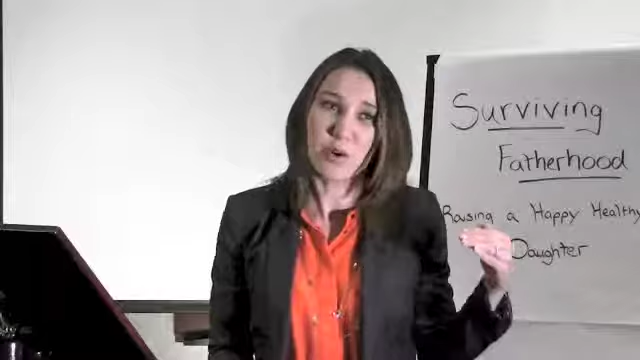 Surviving
Fatherhood
Raising a Happy Healthy
Daughter